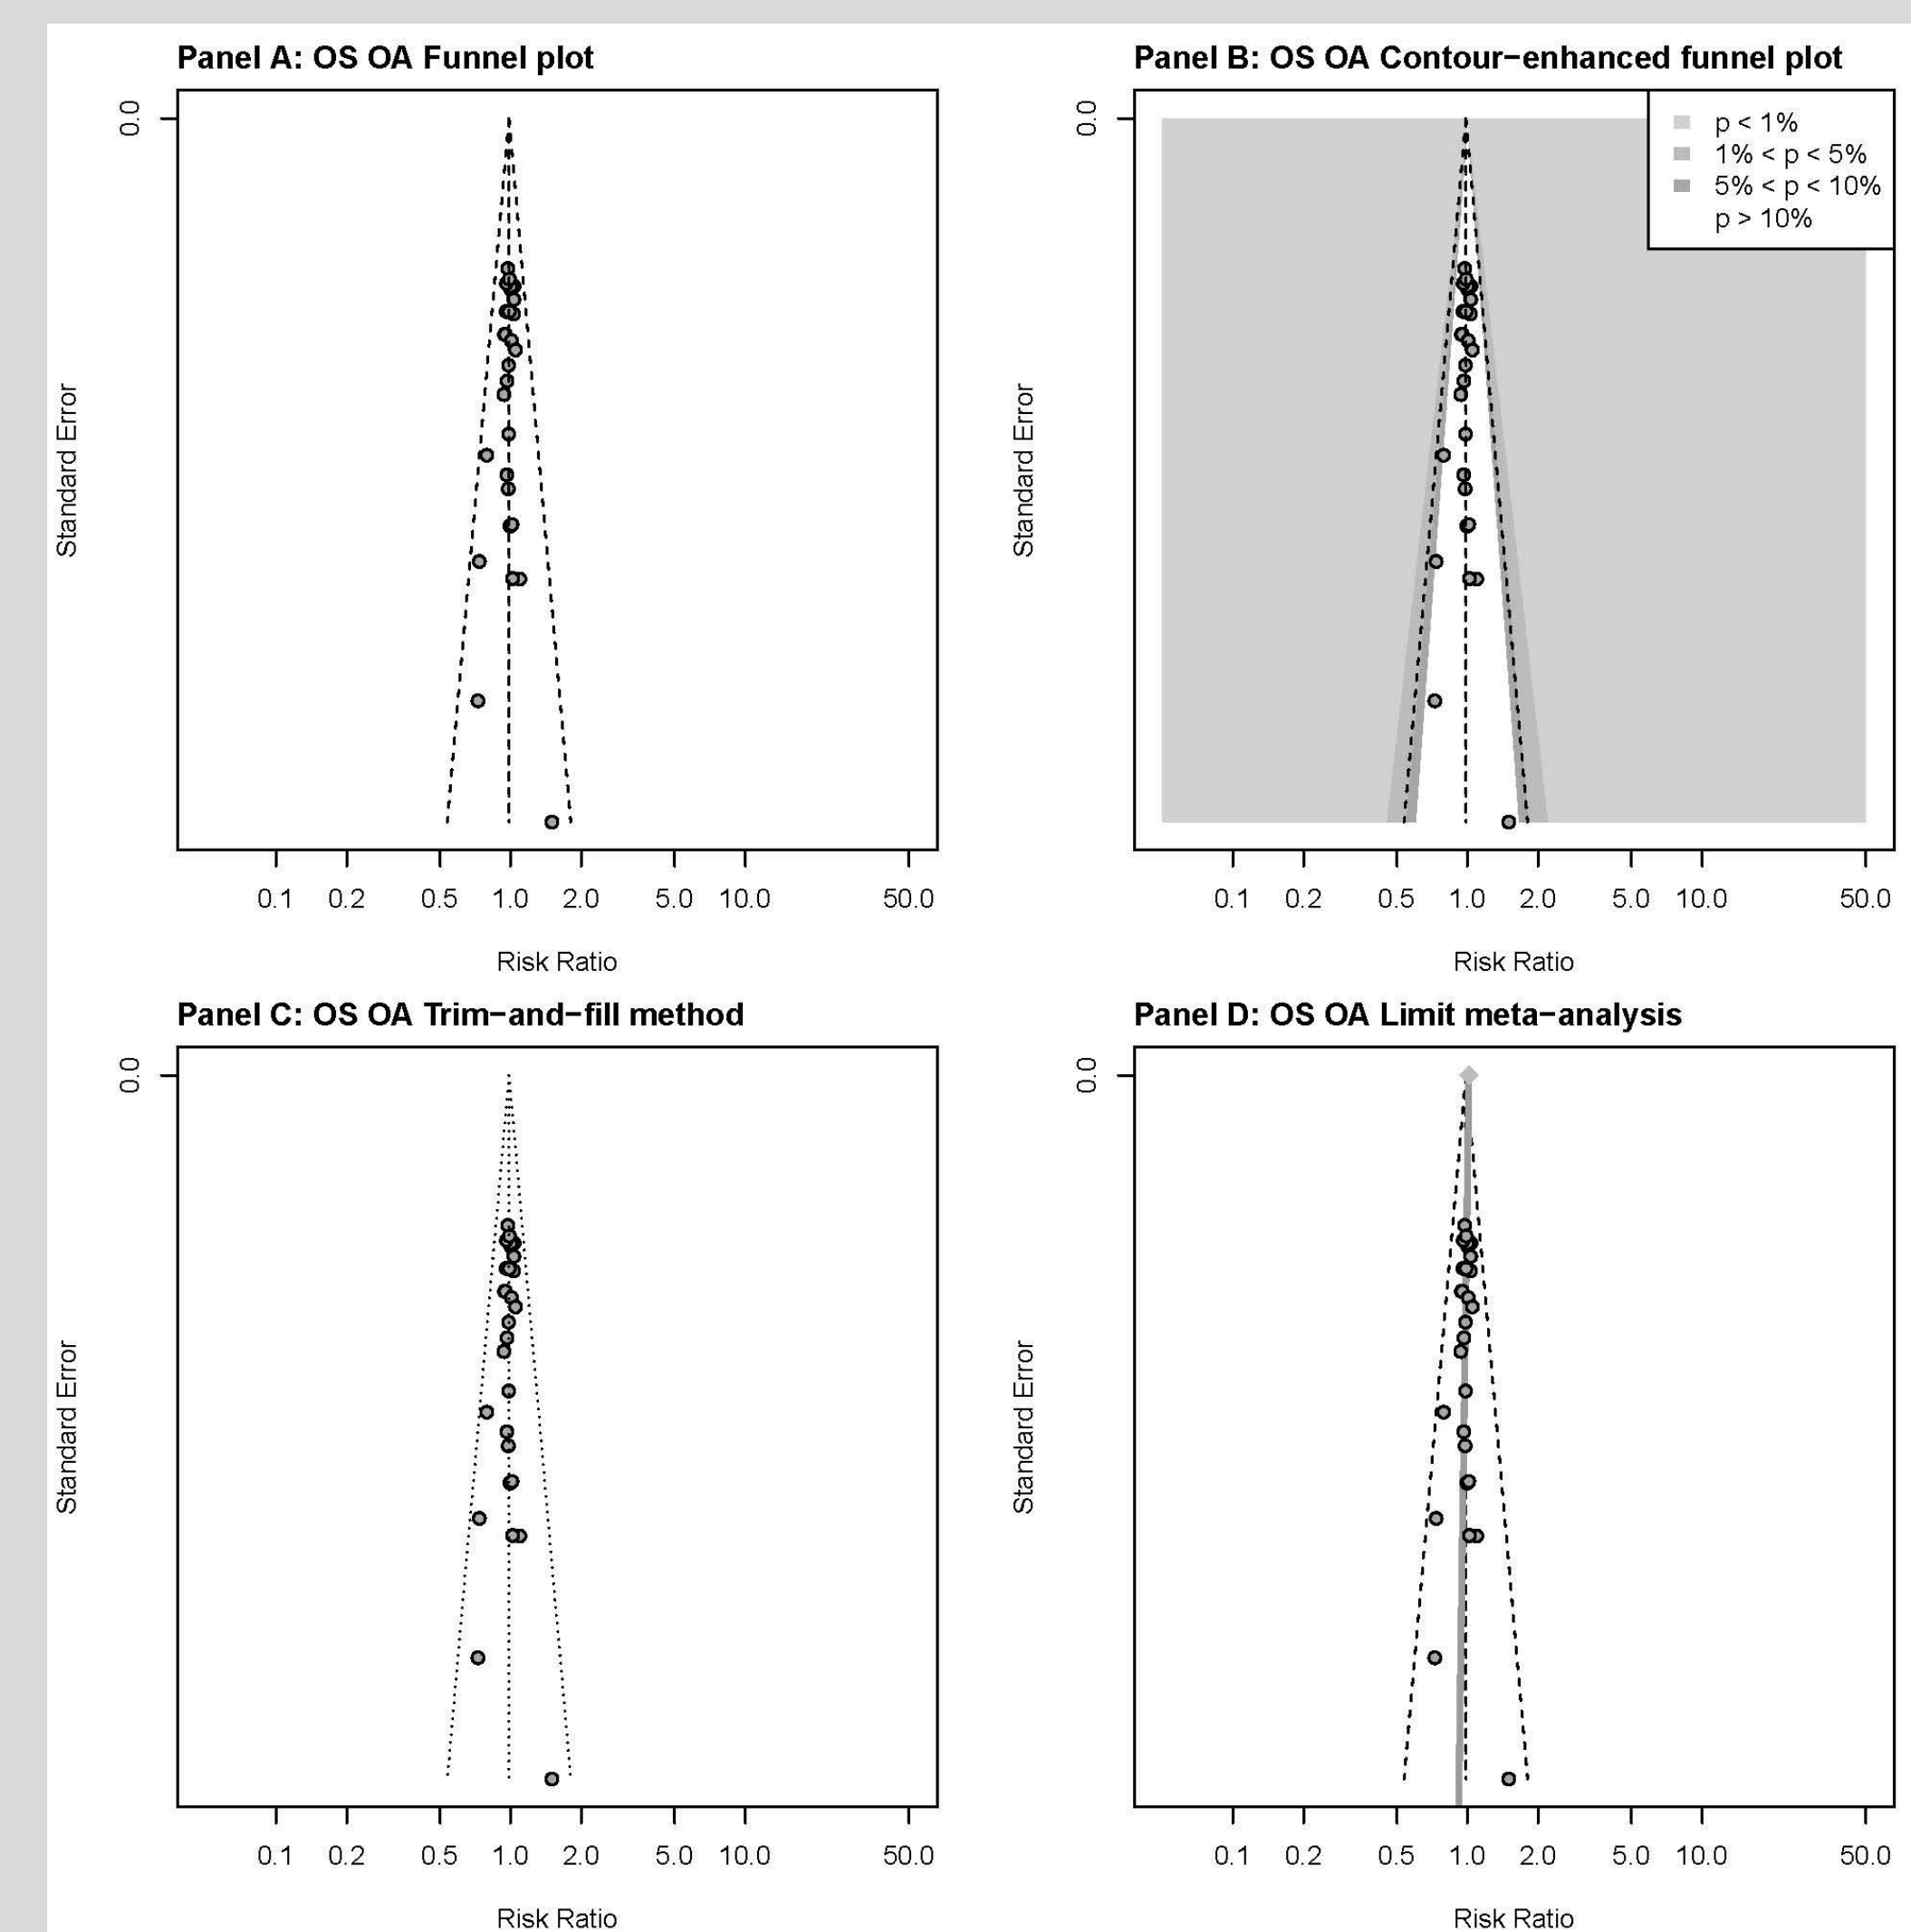 Panel A: OS OA Funnel plot
0.0
Standard Error
0.1 0.2 0.5 1.0 2.0 5.0 10.0 50.0
Risk Ratio
Panel B: OS OA Contour−enhanced funnel plot
0.0
Standard Error
p < 1%
1% < p < 5%
5% < p < 10%
p > 10%
0.1 0.2 0.5 1.0 2.0 5.0 10.0 50.0
Risk Ratio
Panel C: OS OA Trim−and−fill method
0.0
Standard Error
0.1 0.2 0.5 1.0 2.0 5.0 10.0 50.0
Risk Ratio
Panel D: OS OA Limit meta−analysis
0.0
Standard Error
0.1 0.2 0.5 1.0 2.0 5.0 10.0 50.0
Risk Ratio